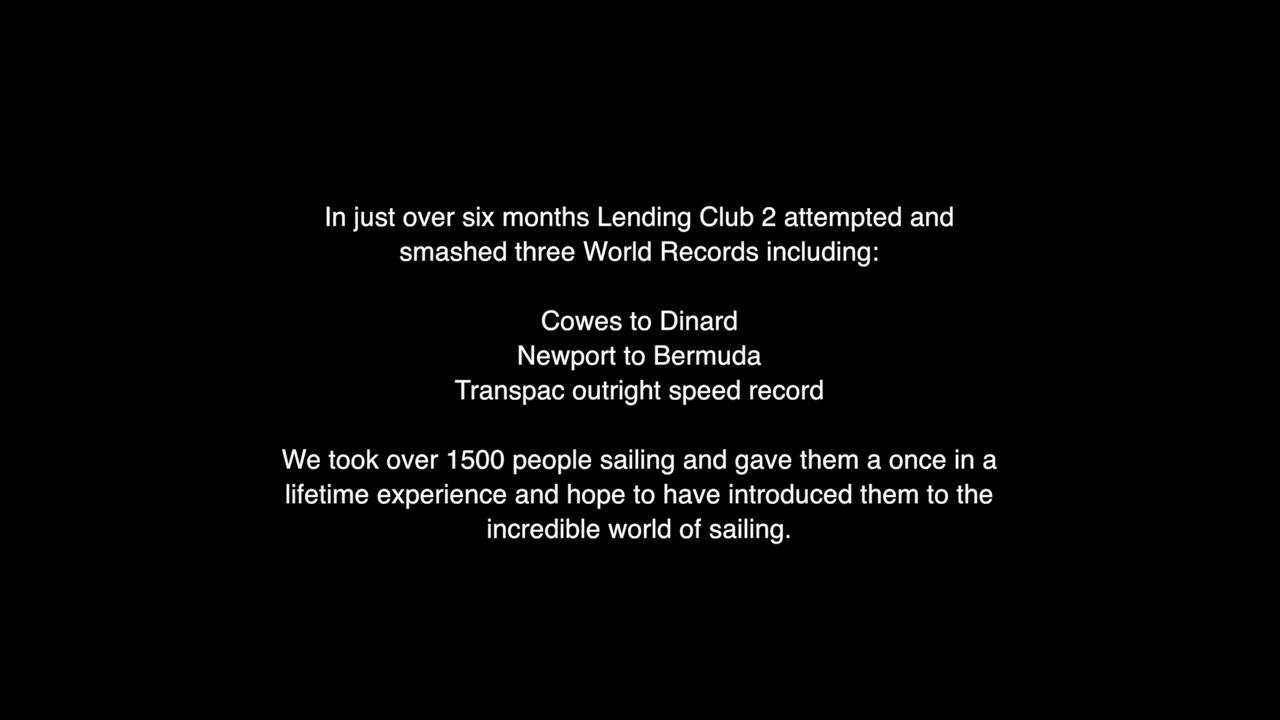 In just over six months Lending Club 2 attempted and
smashed three World Records including:
Cowes to Dinard
Newport to Bermuda
Transpac outright speed record
We took over 1500 people sailing and gave them a once in a
lifetime experience and hope to have introduced them to the
incredible world of sailing.